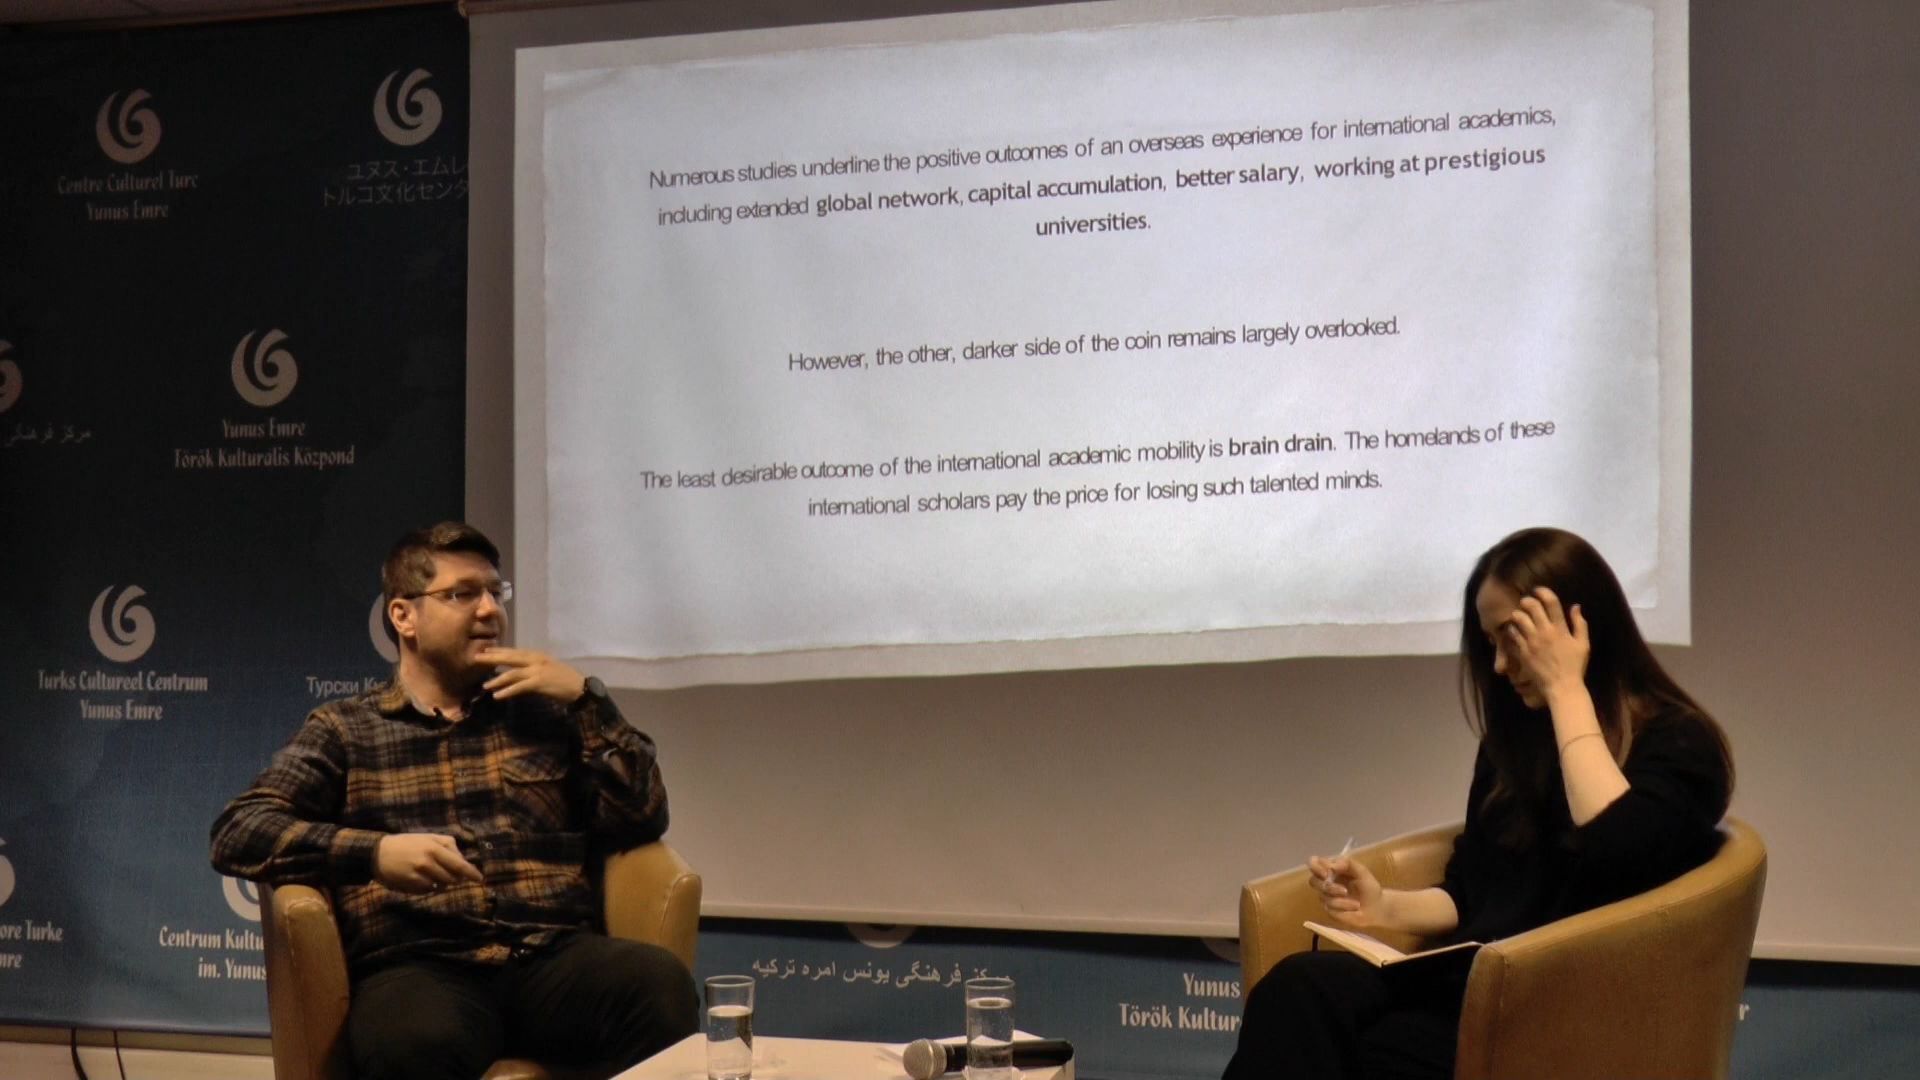 Centre Culturel Turc
Yunus Emre
ユヌス・エムレ
トルコ文化センタ
مرکز فرهنگی
Yunus Emre
Török Kulturalis Központ
Turks Cultureel Centrum
Yunus Emre
Турски
Centrum Kultu
im. Yunus
Numerous studies underline the positive outcomes of an overseas experience for international academics,
including extended global network, capital accumulation, better salary, working at prestigious
universities.
However, the other, darker side of the coin remains largely overlooked.
The least desirable outcome of the international academic mobility is brain drain. The homelands of these
international scholars pay the price for losing such talented minds.
مرکز فرهنگی یونس امره ترکیه
Yunus
Török Kultur